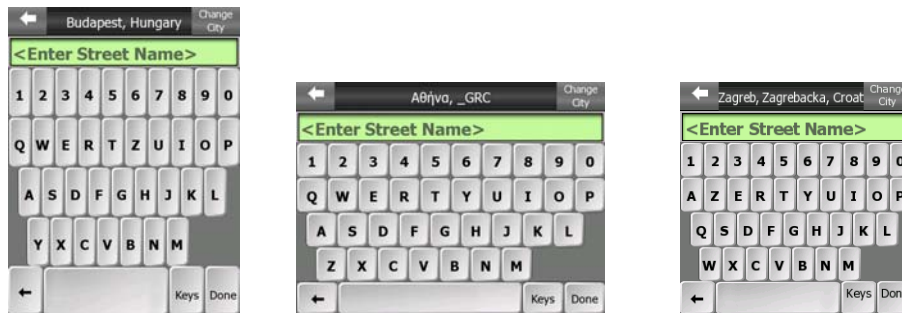 Budapest, Hungary
Change
City
<Enter Street Name>
1 2 3 4 5 6 7 8 9 0
Q W E R T Z U I O P
A S D F G H J K L
Y X C V B N M
Keys Done
Αθήνα, _GRC
Change
City
<Enter Street Name>
1 2 3 4 5 6 7 8 9 0
Q W E R T Y U I O P
A S D F G H J K L
Z X C V B N M
Keys Done
Zagreb, Zagrebacka, Croat
Change
City
<Enter Street Name>
1 2 3 4 5 6 7 8 9 0
A Z E R T Y U I O P
Q S D F G H J K L
W X C V B N M
Keys Don